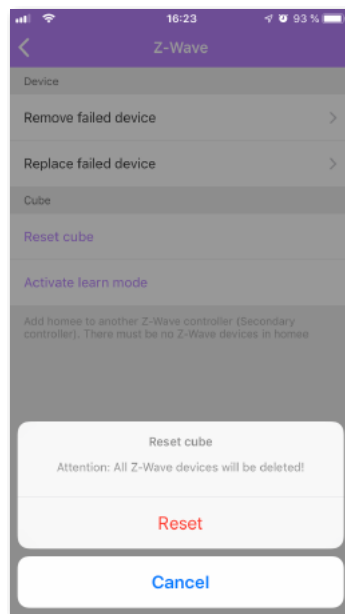 16:23
93 %
Z-Wave
Device
Remove failed device
Replace failed device
Cube
Reset cube
Activate learn mode
Add homee to another Z-Wave controller (Secondary
controller). There must be no Z-Wave devices in homee
Reset cube
Attention: All Z-Wave devices will be deleted!
Reset
Cancel